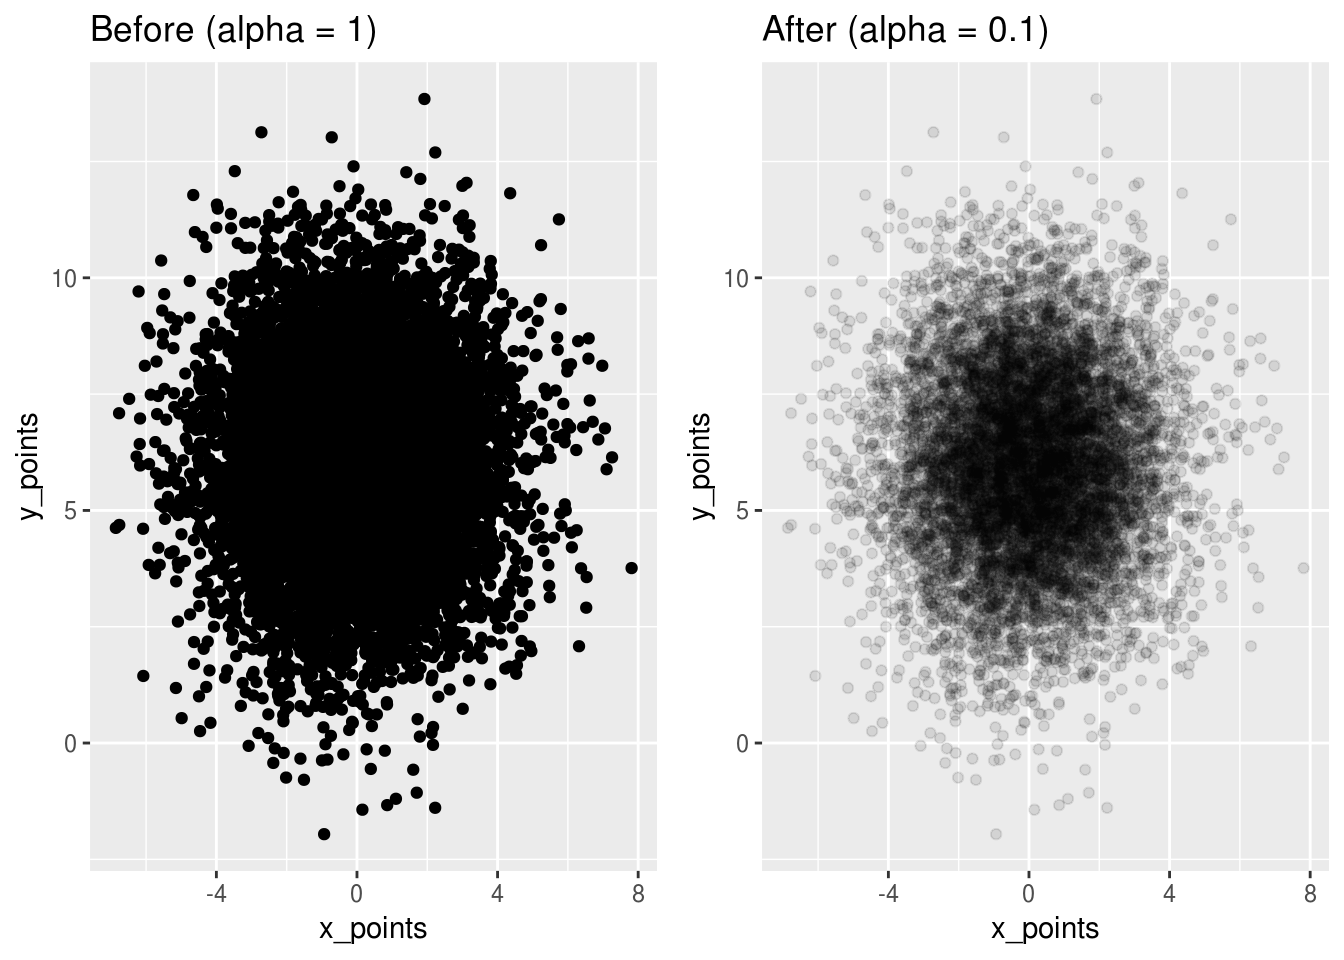 Before (alpha = 1)
y_points
10
5
0
-4 0 4 8
x_points
After (alpha = 0.1)
y_points
10
5
0
-4 0 4 8
x_points